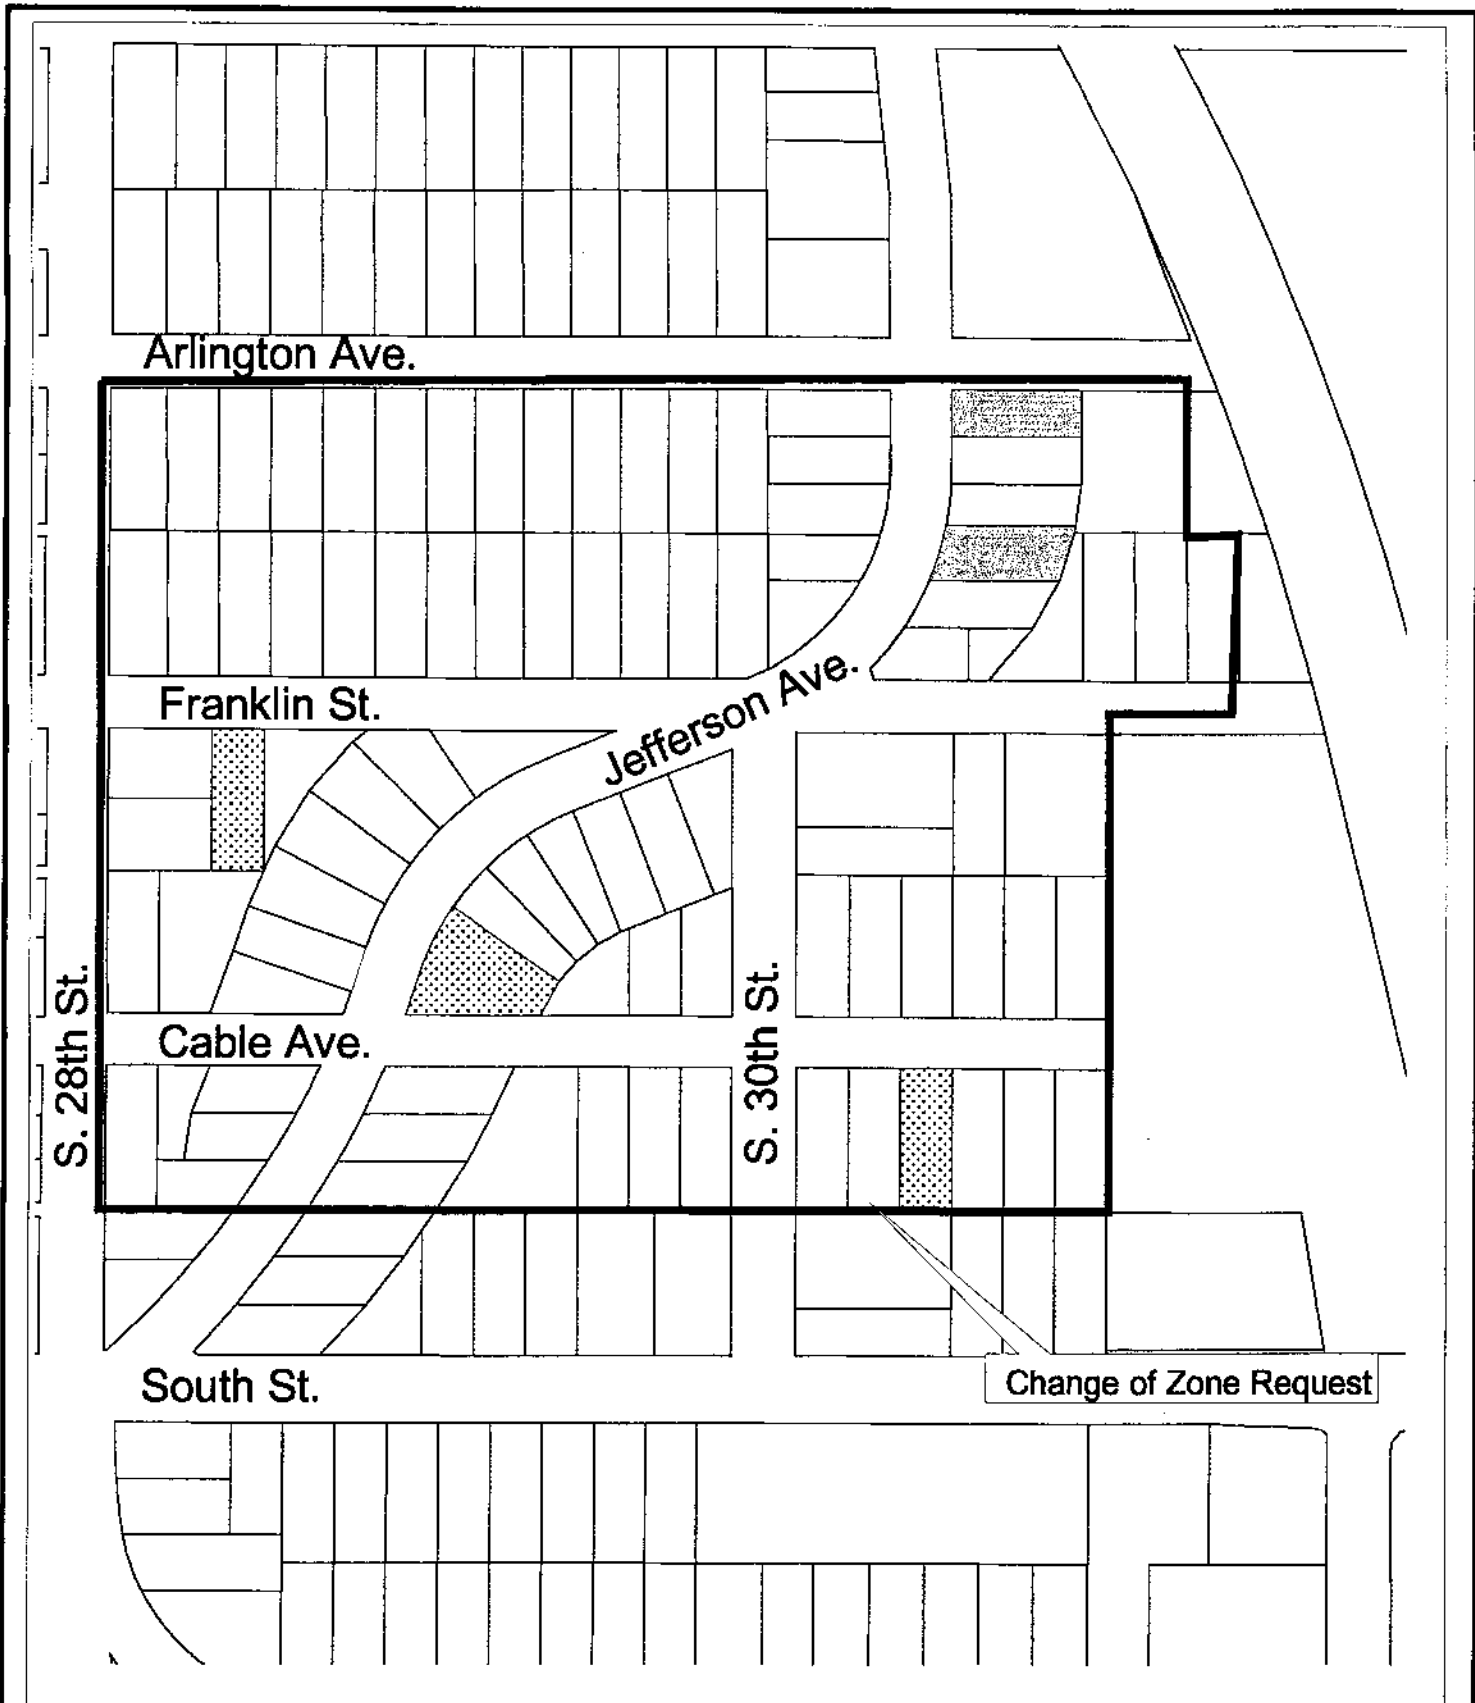 Arlington Ave.
Franklin St.
Jefferson Ave.
S. 28th St.
Cable Ave.
S. 30th St.
South St.
Change of Zone Request